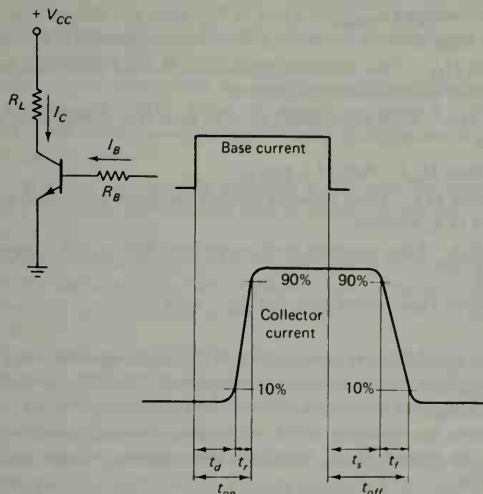 + V_CC
R_L
I_C
I_B
R_B
Base current
90%
90%
Collector
current
10%
10%
t_d
t_r
t_s
t_f
t_on
t_off